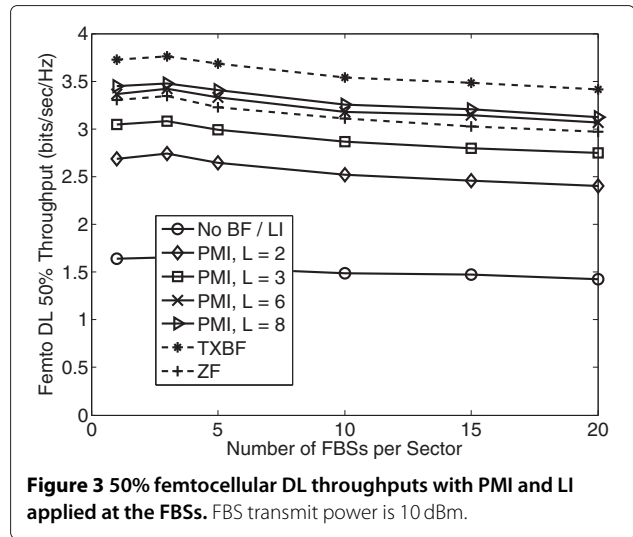 4
3.5
3
2.5
2
1.5
1
0.5
0
Femto DL 50% Throughput (bits/sec/Hz)
No BF / LI
PMI, L = 2
PMI, L = 3
PMI, L = 6
PMI, L = 8
TXBF
ZF
0 5 10 15 20
Number of FBSs per Sector
Figure 3 50% femtocellular DL throughputs with PMI and LI
applied at the FBSs. FBS transmit power is 10 dBm.